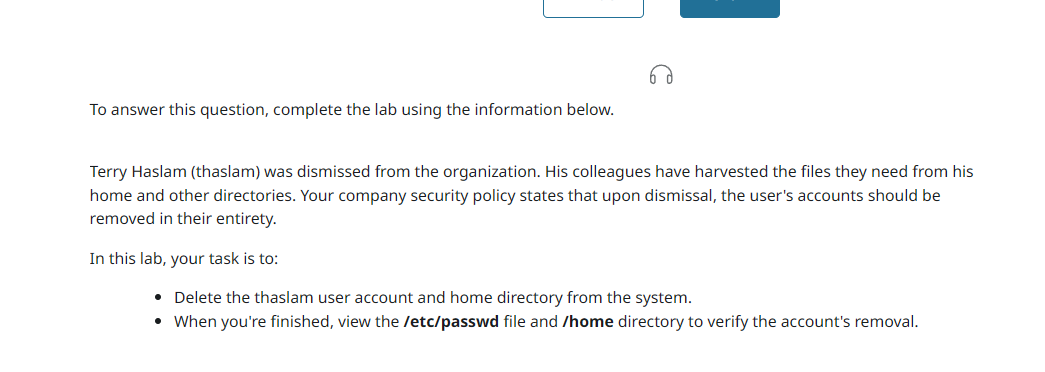 To answer this question, complete the lab using the information below.
Terry Haslam (thaslam) was dismissed from the organization. His colleagues have harvested the files they need from his
home and other directories. Your company security policy states that upon dismissal, the user's accounts should be
removed in their entirety.
In this lab, your task is to:
• Delete the thaslam user account and home directory from the system.
• When you're finished, view the /etc/passwd file and /home directory to verify the account's removal.